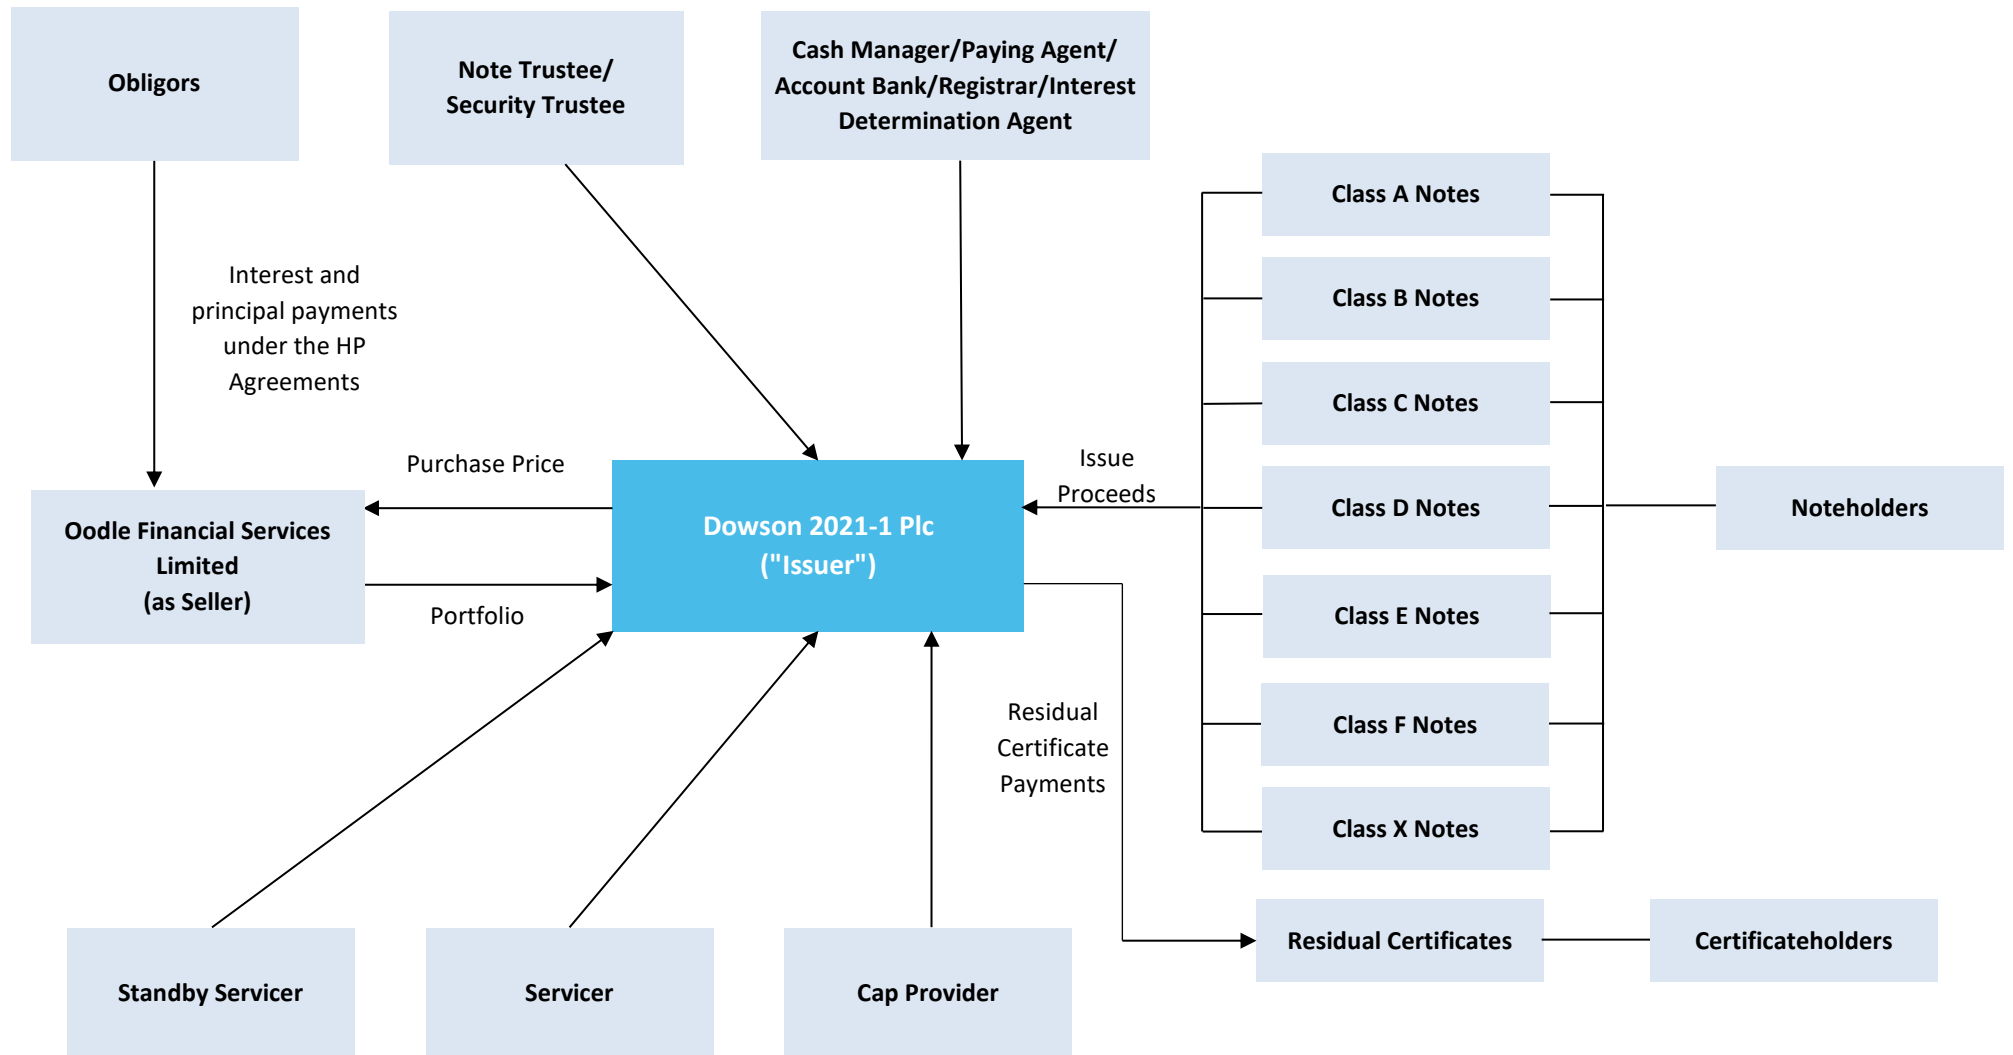 Obligors
Note Trustee/
Security Trustee
Cash Manager/Paying Agent/
Account Bank/Registrar/Interest
Determination Agent
Interest and
principal payments
under the HP
Agreements
Purchase Price
Oodle Financial Services
Limited
(as Seller)
Portfolio
Dowson 2021-1 Plc
("Issuer")
Issue
Proceeds
Class A Notes
Class B Notes
Class C Notes
Class D Notes
Class E Notes
Class F Notes
Class X Notes
Noteholders
Residual
Certificate
Payments
Residual Certificates
Certificateholders
Standby Servicer
Servicer
Cap Provider